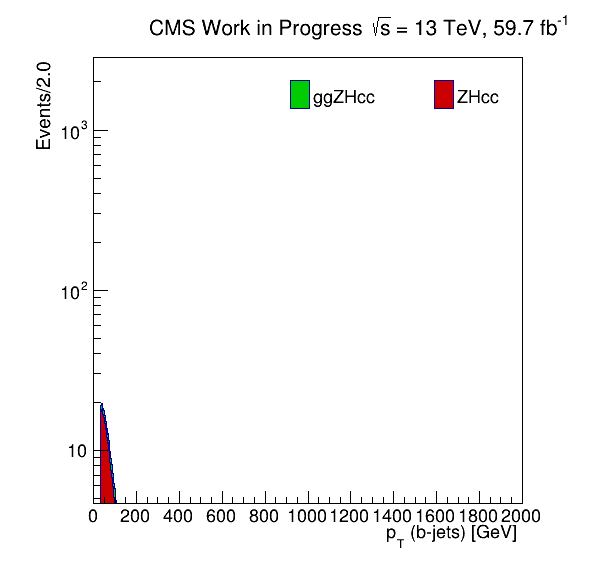 CMS Work in Progress √s = 13 TeV, 59.7 fb⁻¹
Events/2.0
ggZHcc
ZHcc
10³
10²
10
0 200 400 600 800 1000 1200 1400 1600 1800 2000
p_T (b-jets) [GeV]